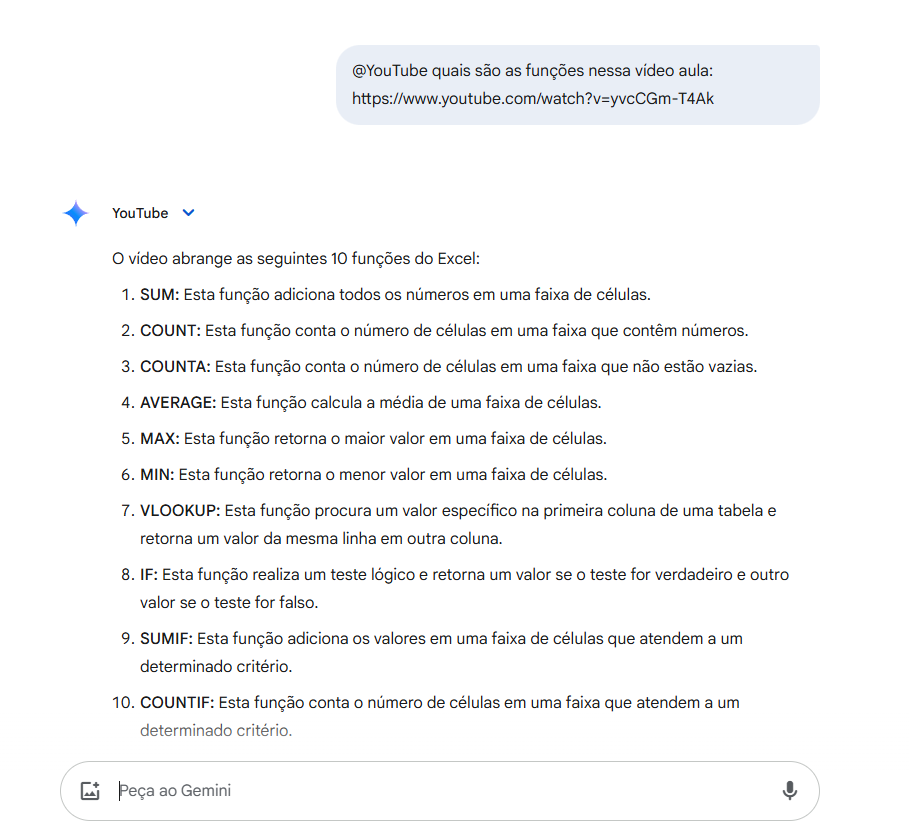 @YouTube quais são as funções nessa vídeo aula:
https://www.youtube.com/watch?v=yvcCGm-T4Ak
YouTube
O vídeo abrange as seguintes 10 funções do Excel:
1. SUM: Esta função adiciona todos os números em uma faixa de células.
2. COUNT: Esta função conta o número de células em uma faixa que contêm números.
3. COUNTA: Esta função conta o número de células em uma faixa que não estão vazias.
4. AVERAGE: Esta função calcula a média de uma faixa de células.
5. MAX: Esta função retorna o maior valor em uma faixa de células.
6. MIN: Esta função retorna o menor valor em uma faixa de células.
7. VLOOKUP: Esta função procura um valor específico na primeira coluna de uma tabela e
retorna um valor da mesma linha em outra coluna.
8. IF: Esta função realiza um teste lógico e retorna um valor se o teste for verdadeiro e outro
valor se o teste for falso.
9. SUMIF: Esta função adiciona os valores em uma faixa de células que atendem a um
determinado critério.
10. COUNTIF: Esta função conta o número de células em uma faixa que atendem a um
determinado critério.
Peça ao Gemini